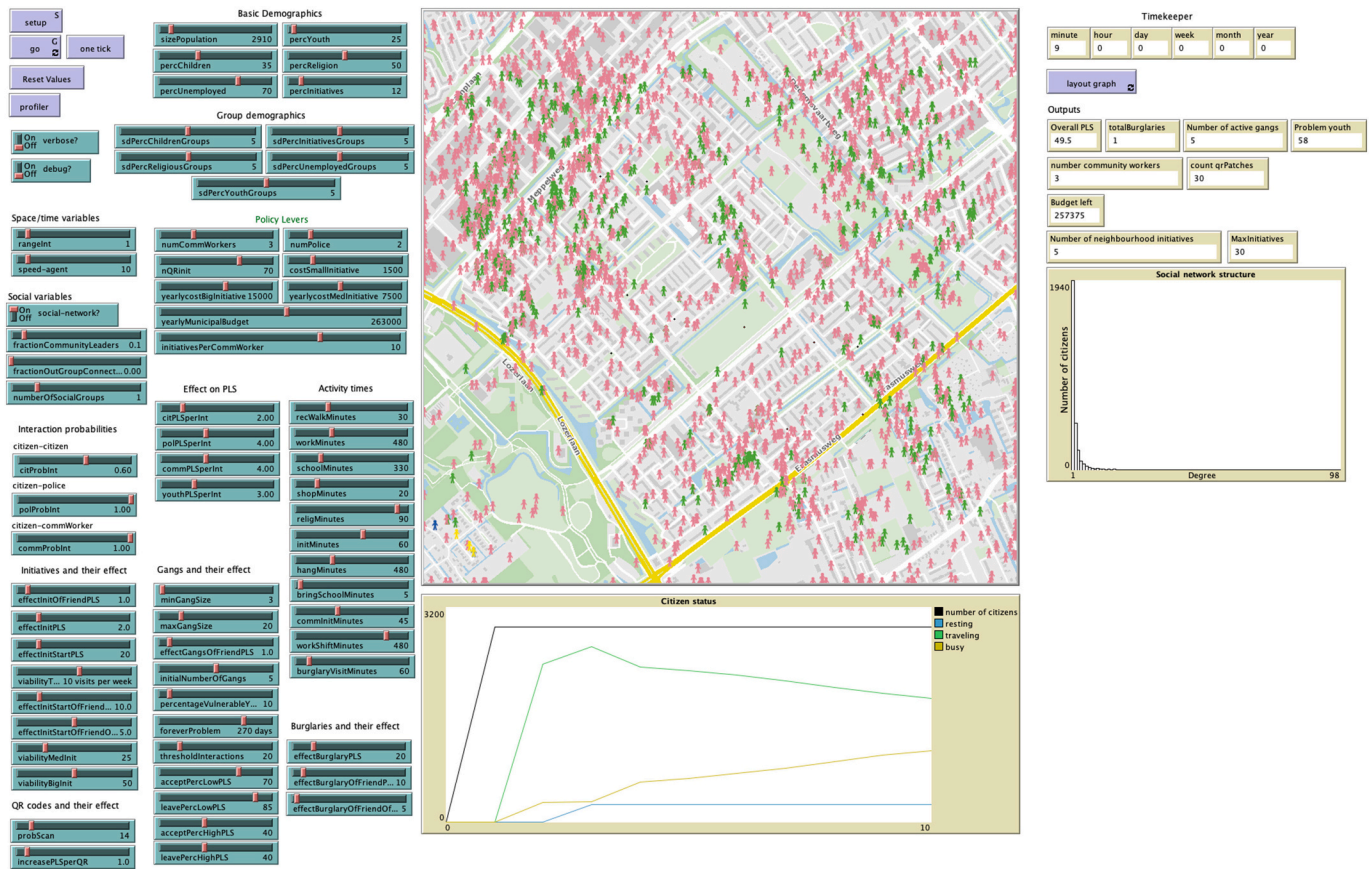 setup S
go G
one tick
Reset Values
profiler
On
Off
verbose?
On
Off
debug?
Basic Demographics
sizePopulation 2910
percYouth 25
percChildren 35
percReligion 50
percUnemployed 70
percInitiatives 12
Group demographics
sdPercChildrenGroups 5
sdPercInitiativesGroups 5
sdPercReligiousGroups 5
sdPercUnemployedGroups 5
sdPercYouthGroups 5
Space/time variables
rangeInt 1
speed-agent 10
Policy Levers
numCommWorkers 3
numPolice 2
nQRinit 70
costSmallInitiative 1500
yearlycostBigInitiative 15000
yearlycostMedInitiative 7500
yearlyMunicipalBudget 263000
initiativesPerCommWorker 10
Social variables
On
Off
social-network?
fractionCommunityLeaders 0.1
fractionOutGroupConnect... 0.00
numberOfSocialGroups 1
Interaction probabilities
citizen-citizen
citProbInt 0.60
citizen-police
polProbInt 1.00
citizen-commWorker
commProbInt 1.00
Effect on PLS
citPLSperInt 2.00
polPLSperInt 4.00
commPLSperInt 4.00
youthPLSperInt 3.00
Activity times
recWalkMinutes 30
workMinutes 480
schoolMinutes 330
shopMinutes 20
religMinutes 90
initMinutes 60
hangMinutes 480
bringSchoolMinutes 5
commInitMinutes 45
workShiftMinutes 480
burglaryVisitMinutes 60
Initiatives and their effect
effectInitOfFriendPLS 1.0
effectInitPLS 2.0
effectInitStartPLS 20
viabilityT... 10 visits per week
effectInitStartOfFriend... 10.0
effectInitStartOfFriendO... 5.0
viabilityMedInit 25
viabilityBigInit 50
QR codes and their effect
probScan 14
increasePLSperQR 1.0
Gangs and their effect
minGangSize 3
maxGangSize 20
effectGangsOfFriendPLS 1.0
initialNumberOfGangs 5
percentageVulnerableY... 10
foreverProblem 270 days
thresholdInteractions 20
acceptPercLowPLS 70
leavePercLowPLS 85
acceptPercHighPLS 40
leavePercHighPLS 40
Burglaries and their effect
effectBurglaryPLS 20
effectBurglaryOfFriendP... 10
effectBurglaryOfFriendOf... 5
Meppelweg
Lozerlaan
Lozerlaan
Erasmusweg
Erasmusweg
Citizen status
3200
0
0
10
number of citizens
resting
traveling
busy
Timekeeper
minute hour day week month year
9 0 0 0 0 0
layout graph
Outputs
Overall PLS
49.5
totalBurglaries
1
Number of active gangs
5
Problem youth
58
number community workers
3
count qrPatches
30
Budget left
257375
Number of neighbourhood initiatives
5
MaxInitiatives
30
Social network structure
1940
Number of citizens
0
1
Degree
98